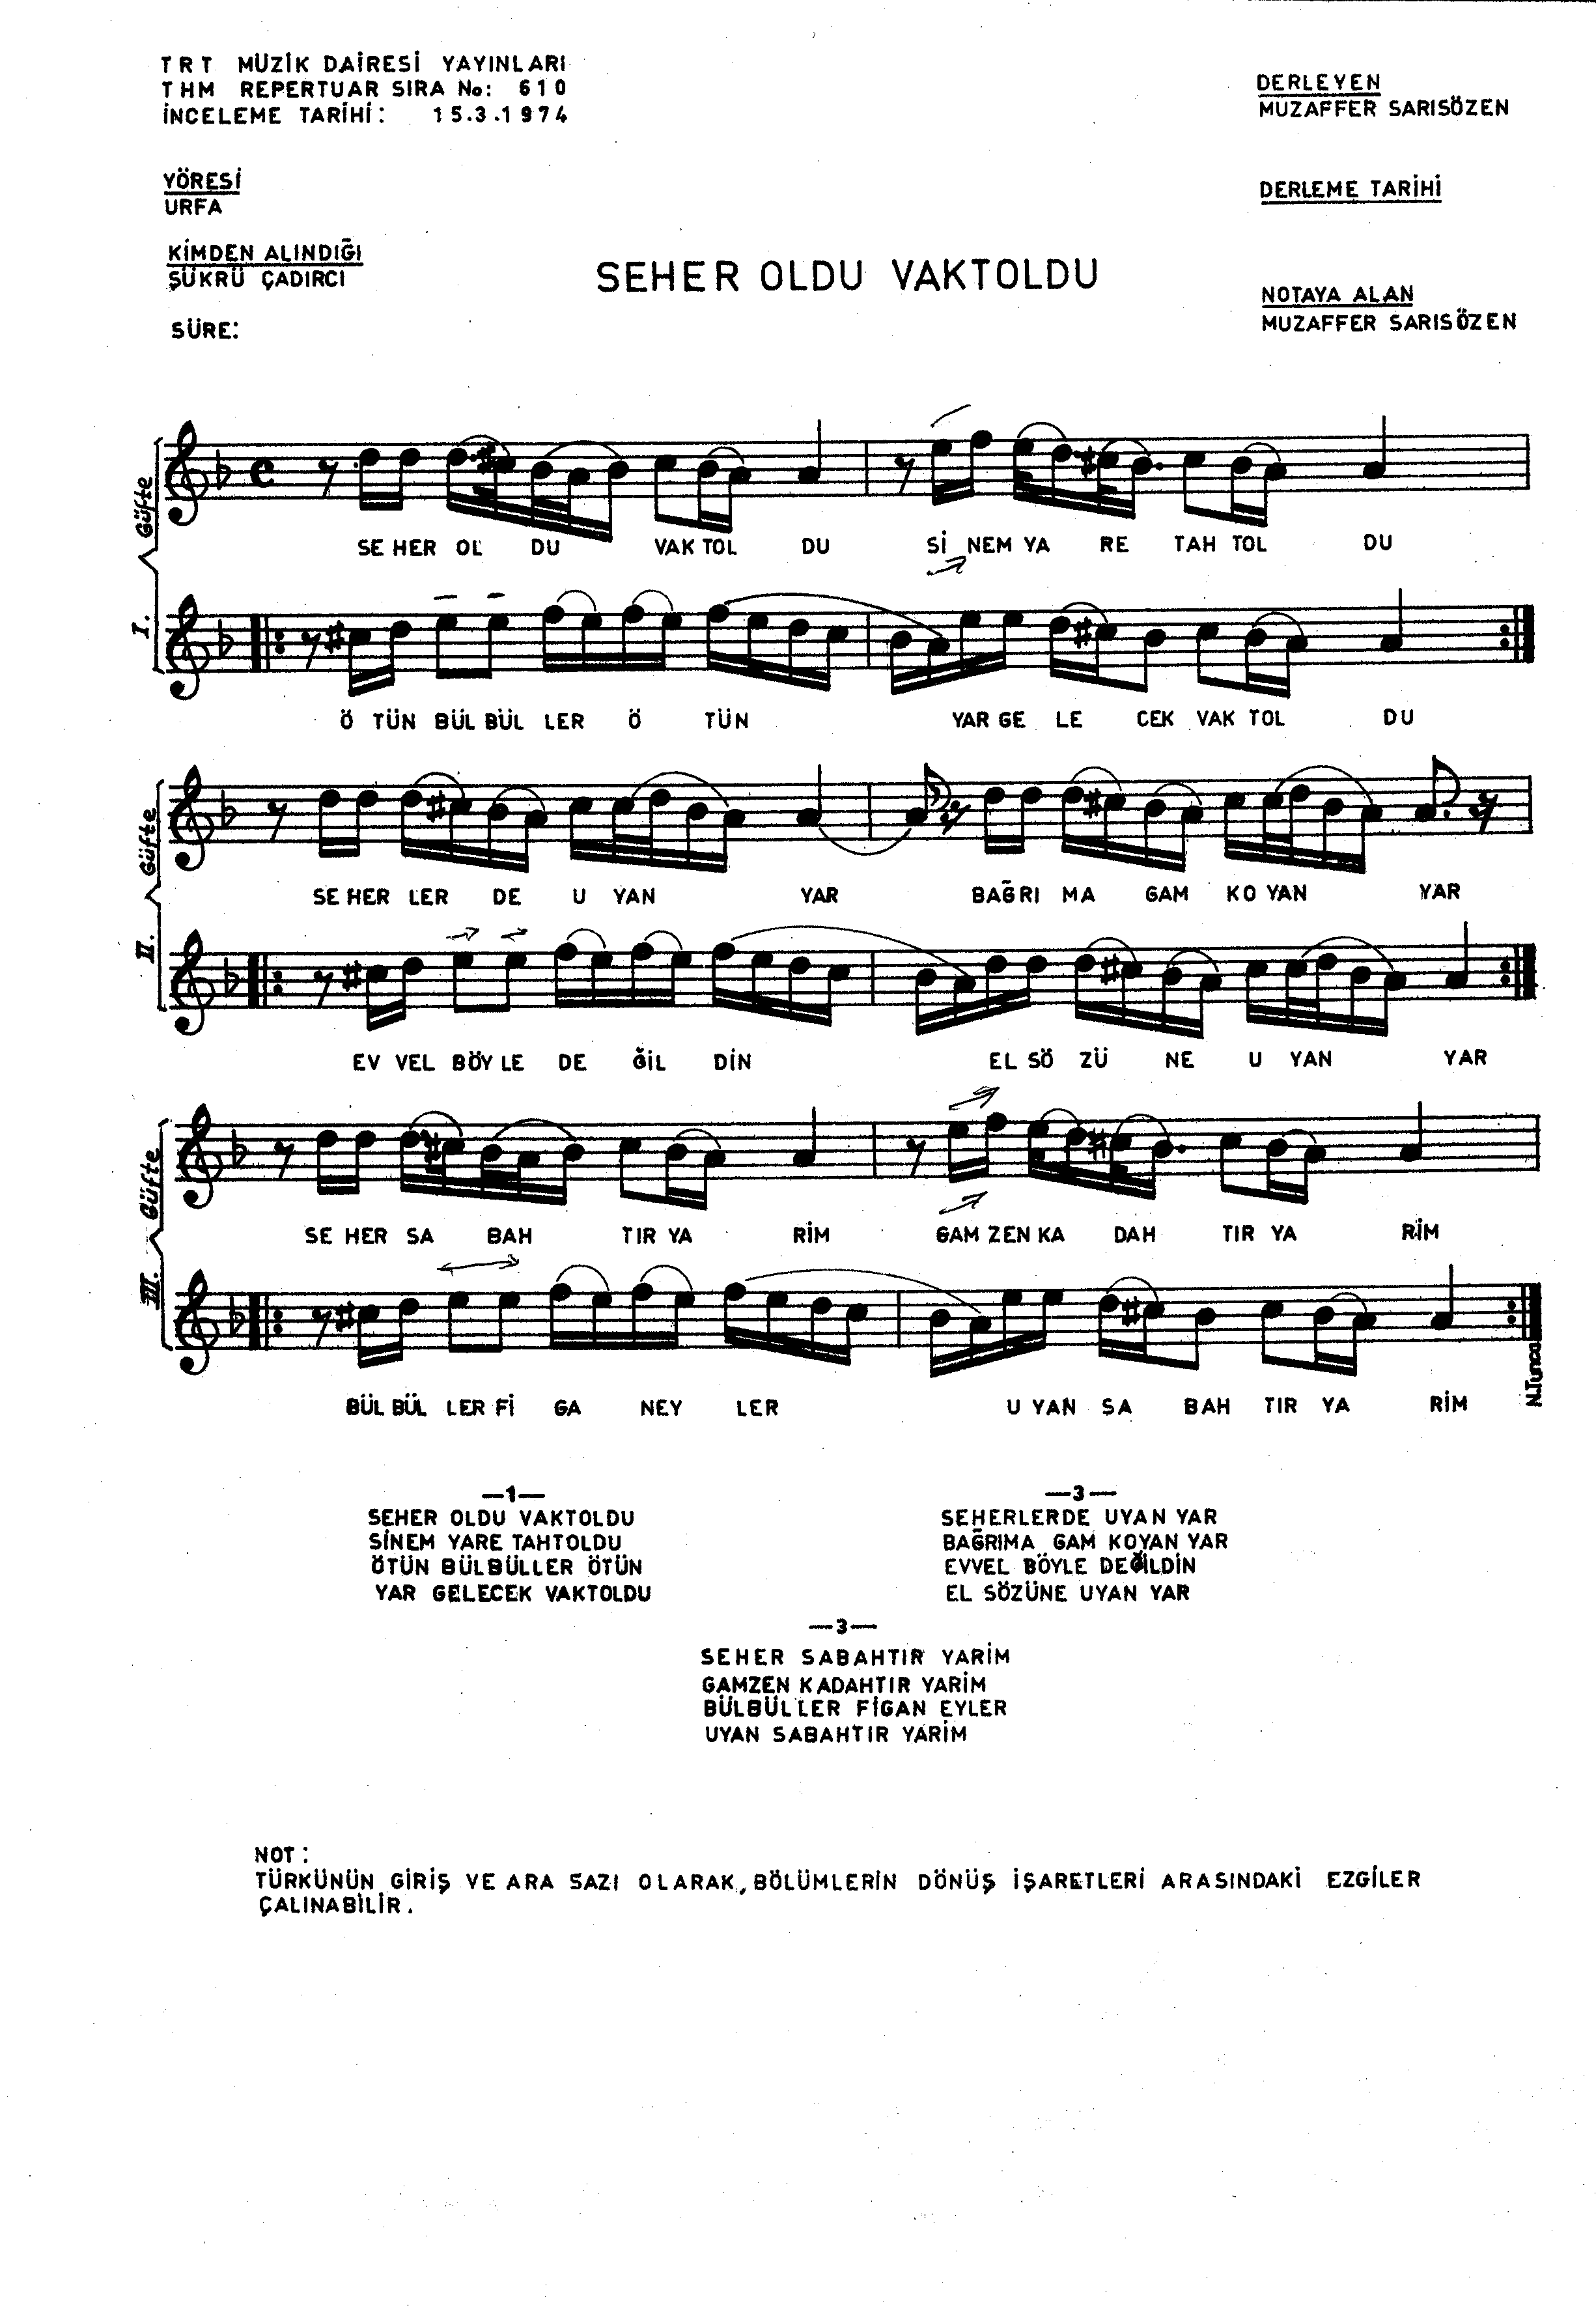 TRT MÜZİK DAİRESİ YAYINLARI
THM REPERTUAR SIRA No: 610
İNCELEME TARİHİ: 15.3.1974
DERLEYEN
MUZAFFER SARISÖZEN
YÖRESİ
URFA
DERLEME TARİHİ
KİMDEN ALINDIĞI
ŞÜKRÜ ÇADIRCI
SEHER OLDU VAKTOLDU
NOTAYA ALAN
MUZAFFER SARISÖZEN
SÜRE:
Güfte
SE HER OL DU VAK TOL DU Sİ NEM YA RE TAH TOL DU
I.
Ö TÜN BÜL BÜL LER Ö TÜN YAR GE LE CEK VAK TOL DU
Güfte
SE HER LER DE U YAN YAR BAĞ RI MA GAM KO YAN YAR
II.
EV VEL BÖY LE DE ĞİL DİN EL SÖ ZÜ NE U YAN YAR
Güfte
SE HER SA BAH TIR YA RİM GAM ZEN KA DAH TIR YA RİM
III.
BÜL BÜL LER Fİ GA NEY LER U YAN SA BAH TIR YA RİM
N.Tunca
—1—
SEHER OLDU VAKTOLDU
SİNEM YARE TAHTOLDU
ÖTÜN BÜLBÜLLER ÖTÜN
YAR GELECEK VAKTOLDU
—3—
SEHERLERDE UYAN YAR
BAĞRIMA GAM KOYAN YAR
EVVEL BÖYLE DEĞİLDİN
EL SÖZÜNE UYAN YAR
—3—
SEHER SABAHTIR YARİM
GAMZEN KADAHTIR YARİM
BÜLBÜLLER FİGAN EYLER
UYAN SABAHTIR YARİM
NOT:
TÜRKÜNÜN GİRİŞ VE ARA SAZI OLARAK, BÖLÜMLERİN DÖNÜŞ İŞARETLERİ ARASINDAKİ EZGİLER
ÇALINABİLİR.